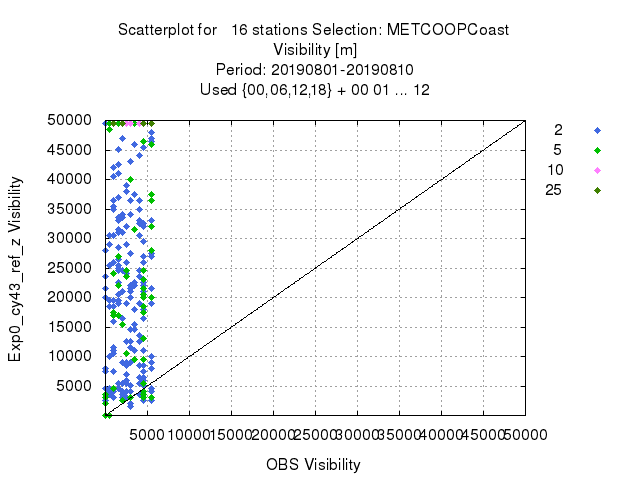 Scatterplot for 16 stations Selection: METCOOPCoast
Visibility [m]
Period: 20190801-20190810
Used {00,06,12,18} + 00 01 ... 12
50000
45000
40000
35000
30000
25000
20000
15000
10000
5000
Exp0_cy43_ref_z Visibility
2
5
10
25
5000 10000 15000 20000 25000 30000 35000 40000 45000 50000
OBS Visibility